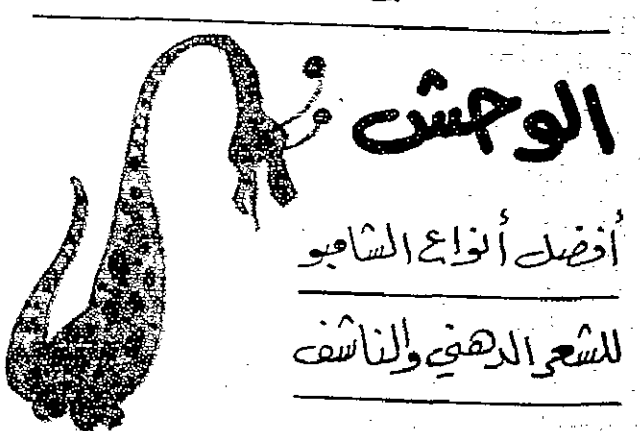 الوحش
أفضل أنواع الشامبو
للشعر الدهني والناشف